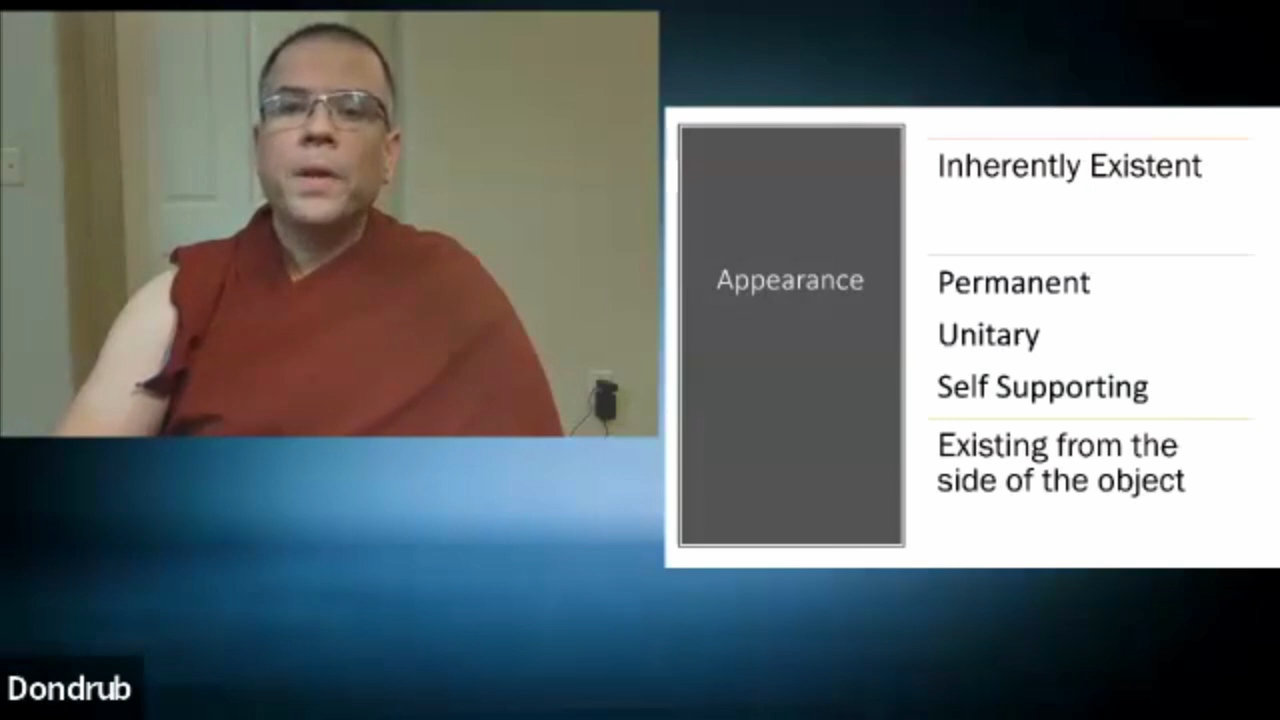 Appearance
Inherently Existent
Permanent
Unitary
Self Supporting
Existing from the
side of the object
Dondrub